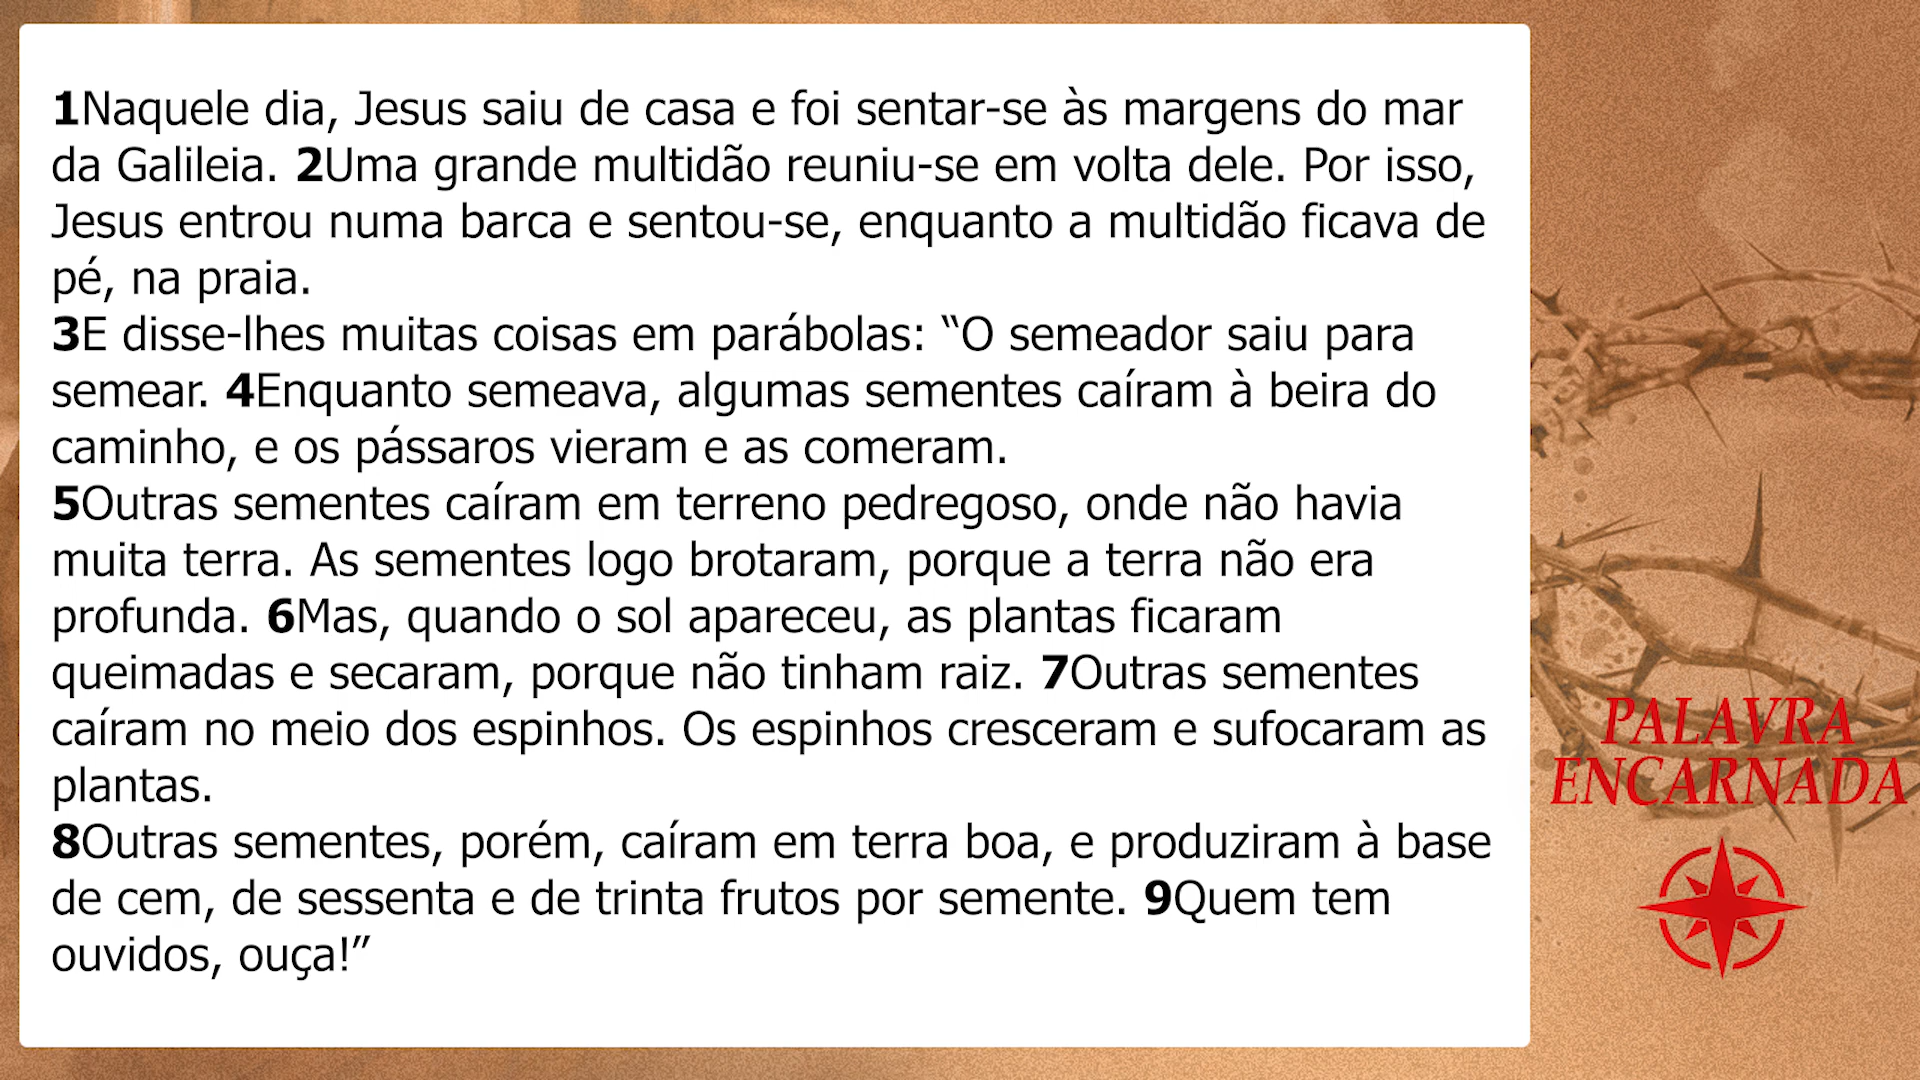 1Naquele dia, Jesus saiu de casa e foi sentar-se às margens do mar
da Galileia. 2Uma grande multidão reuniu-se em volta dele. Por isso,
Jesus entrou numa barca e sentou-se, enquanto a multidão ficava de
pé, na praia.
3E disse-lhes muitas coisas em parábolas: “O semeador saiu para
semear. 4Enquanto semeava, algumas sementes caíram à beira do
caminho, e os pássaros vieram e as comeram.
5Outras sementes caíram em terreno pedregoso, onde não havia
muita terra. As sementes logo brotaram, porque a terra não era
profunda. 6Mas, quando o sol apareceu, as plantas ficaram
queimadas e secaram, porque não tinham raiz. 7Outras sementes
caíram no meio dos espinhos. Os espinhos cresceram e sufocaram as
plantas.
8Outras sementes, porém, caíram em terra boa, e produziram à base
de cem, de sessenta e de trinta frutos por semente. 9Quem tem
ouvidos, ouça!”
PALAVRA
ENCARNADA